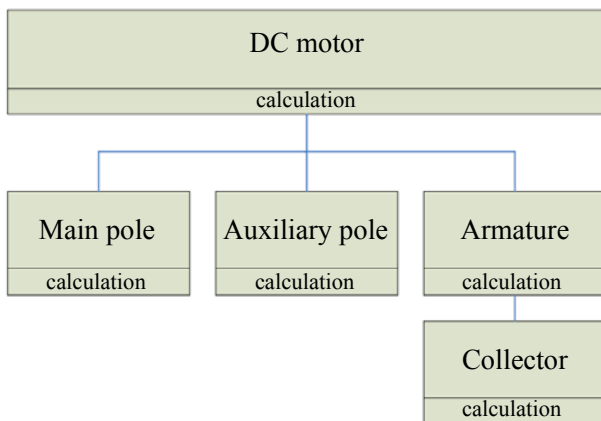 DC motor
calculation
Main pole
calculation
Auxiliary pole
calculation
Armature
calculation
Collector
calculation